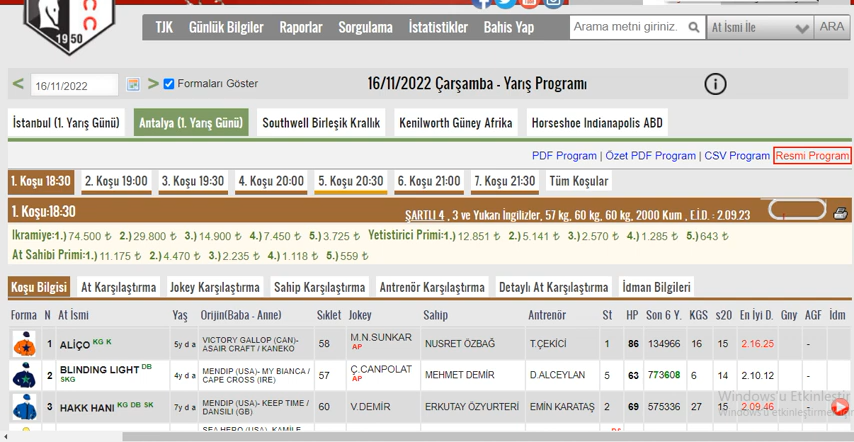 C C
1950
TJK Günlük Bilgiler Raporlar Sorgulama İstatistikler Bahis Yap Arama metni giriniz. At İsmi İle ARA
< 16/11/2022 > Formaları Göster 16/11/2022 Çarşamba - Yarış Programı
İstanbul (1. Yarış Günü) Antalya (1. Yarış Günü) Southwell Birleşik Krallık Kenilworth Güney Afrika Horseshoe Indianapolis ABD
PDF Program | Özet PDF Program | CSV Program Resmi Program
1. Koşu 18:30 2. Koşu 19:00 3. Koşu 19:30 4. Koşu 20:00 5. Koşu 20:30 6. Koşu 21:00 7. Koşu 21:30 Tüm Koşular
1. Koşu:18:30 ŞARTLI 4 , 3 ve Yukarı İngilizler, 57 kg, 60 kg, 60 kg, 2000 Kum , E.İ.D. : 2.09.23
İkramiye:1.) 74.500 ₺ 2.) 29.800 ₺ 3.) 14.900 ₺ 4.) 7.450 ₺ 5.) 3.725 ₺ Yetistirici Primi:1.) 12.851 ₺ 2.) 5.141 ₺ 3.) 2.570 ₺ 4.) 1.285 ₺ 5.) 643 ₺
At Sahibi Primi:1.) 11.175 ₺ 2.) 4.470 ₺ 3.) 2.235 ₺ 4.) 1.118 ₺ 5.) 559 ₺
Koşu Bilgisi At Karşılaştırma Jokey Karşılaştırma Sahip Karşılaştırma Antrenör Karşılaştırma Detaylı At Karşılaştırma İdman Bilgileri
Forma N At İsmi Yaş Orijin(Baba - Anne) Sıklet Jokey Sahip Antrenör St HP Son 6 Y. KGS s20 En İyi D. Gny AGF İdm
1 ALİÇO KG K 5y d a VICTORY GALLOP (CAN)- ASAIR CRAFT / KANEKO 58 M.N.SUNKAR AP NUSRET ÖZBAĞ T.ÇEKİCİ 1 86 134966 16 15 2.16.25 -
2 BLINDING LIGHT DB SKG 4y d a MENDIP (USA)- MY BIANCA / CAPE CROSS (IRE) 57 Ç.CANPOLAT AP MEHMET DEMİR D.ALCEYLAN 5 63 773608 6 14 2.10.12 -
3 HAKK HANI KG DB SK 7y d a MENDIP (USA)- KEEP TIME / DANSILI (GB) 60 V.DEMİR ERKUTAY ÖZYURTERİ EMİN KARATAŞ 2 69 575336 27 15 2.09.46 -
Windows'u Etkinleştir